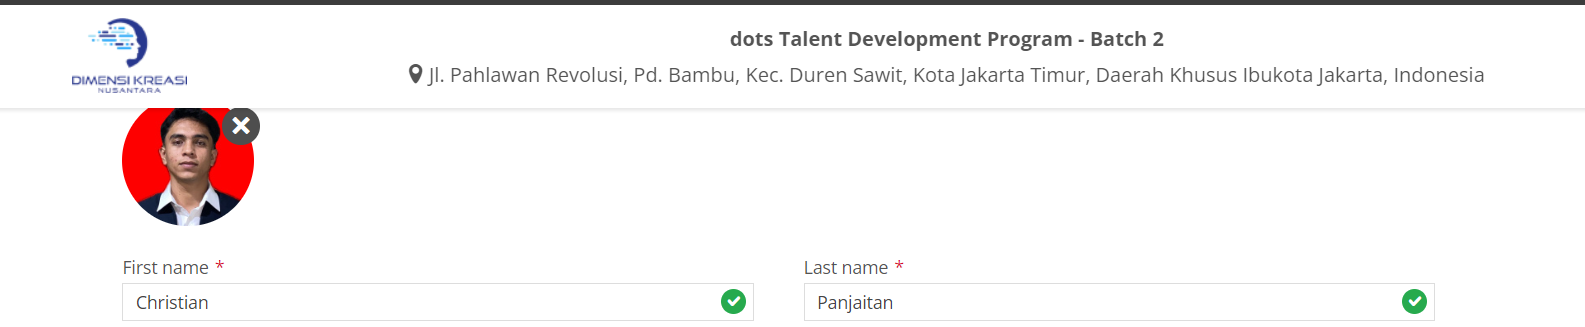 DIMENSI KREASI
NUSANTARA
dots Talent Development Program - Batch 2
Jl. Pahlawan Revolusi, Pd. Bambu, Kec. Duren Sawit, Kota Jakarta Timur, Daerah Khusus Ibukota Jakarta, Indonesia
First name *
Christian
Last name *
Panjaitan